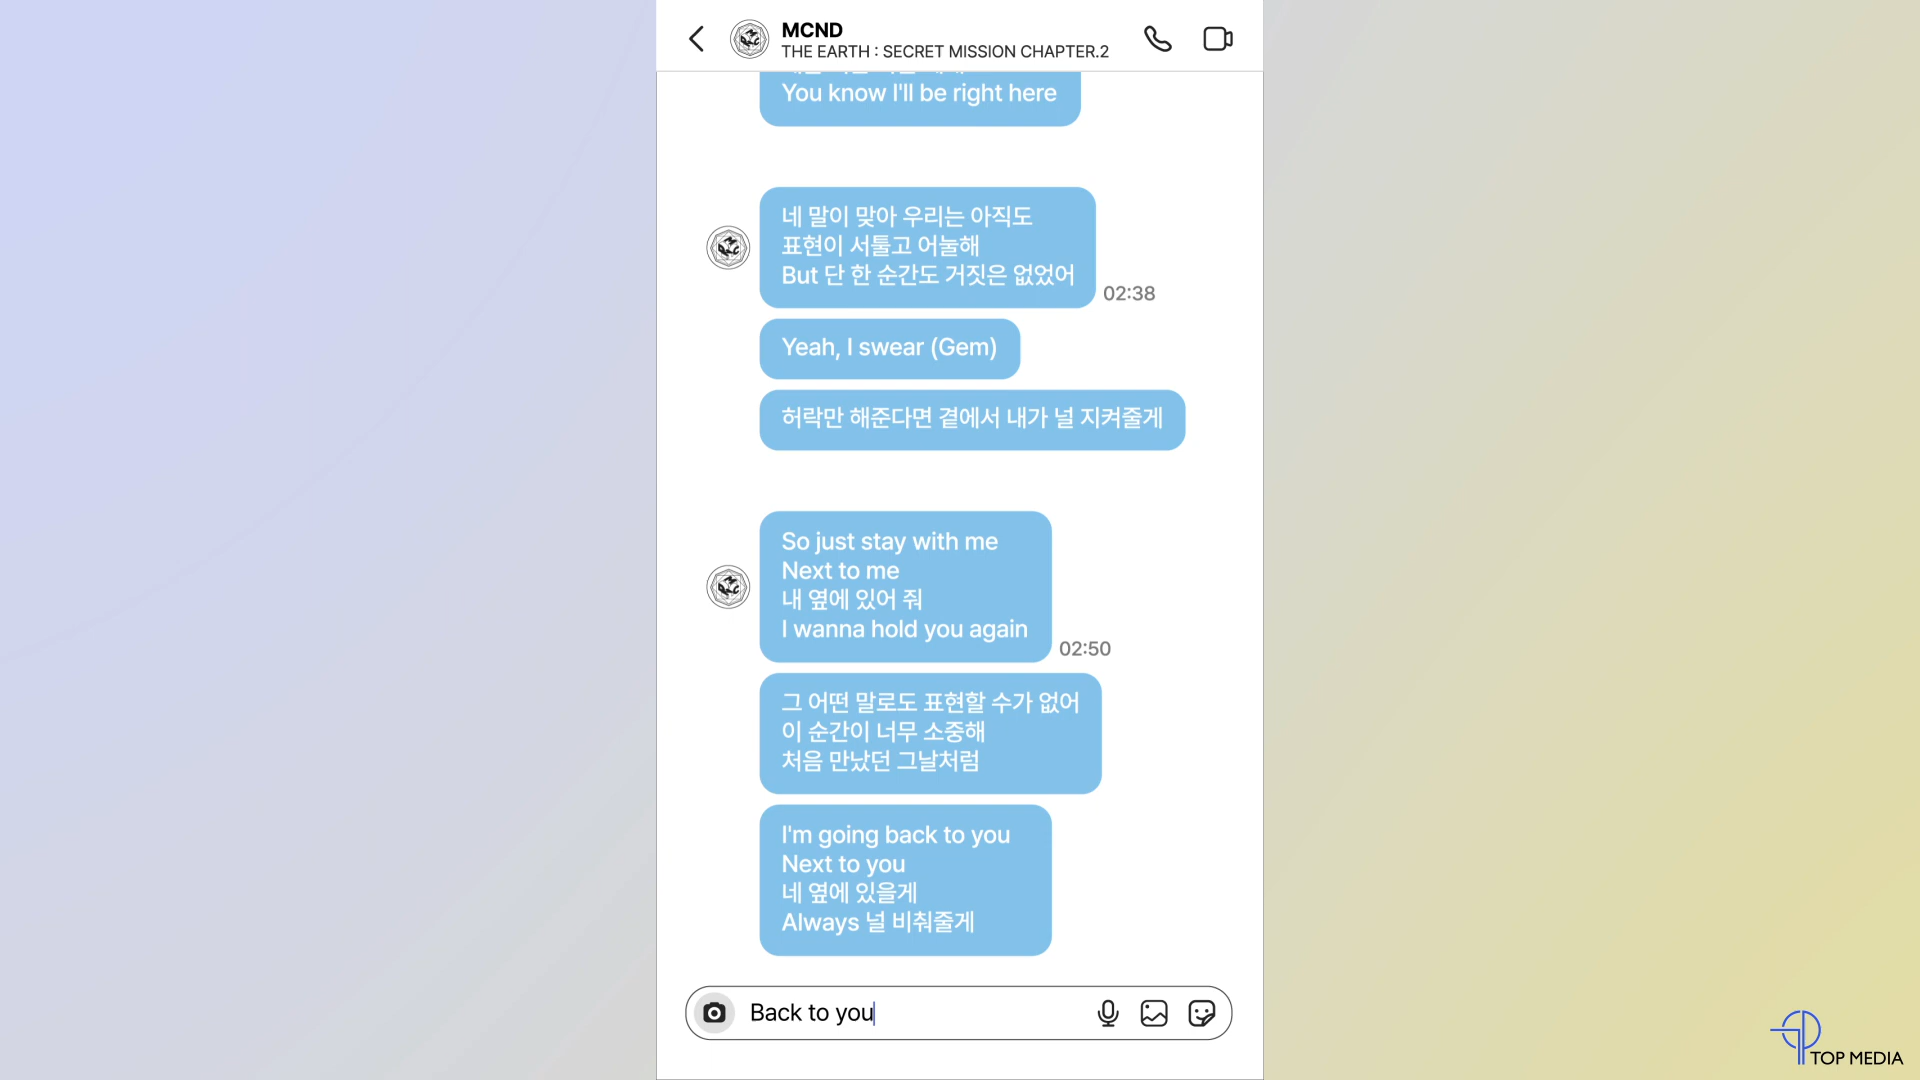 MCND
THE EARTH : SECRET MISSION CHAPTER.2
You know I'll be right here
네 말이 맞아 우리는 아직도
표현이 서툴고 어눌해
But 단 한 순간도 거짓은 없었어
02:38
Yeah, I swear (Gem)
허락만 해준다면 곁에서 내가 널 지켜줄게
So just stay with me
Next to me
내 옆에 있어 줘
I wanna hold you again
02:50
그 어떤 말로도 표현할 수가 없어
이 순간이 너무 소중해
처음 만났던 그날처럼
I'm going back to you
Next to you
네 옆에 있을게
Always 널 비춰줄게
Back to you
TOP MEDIA